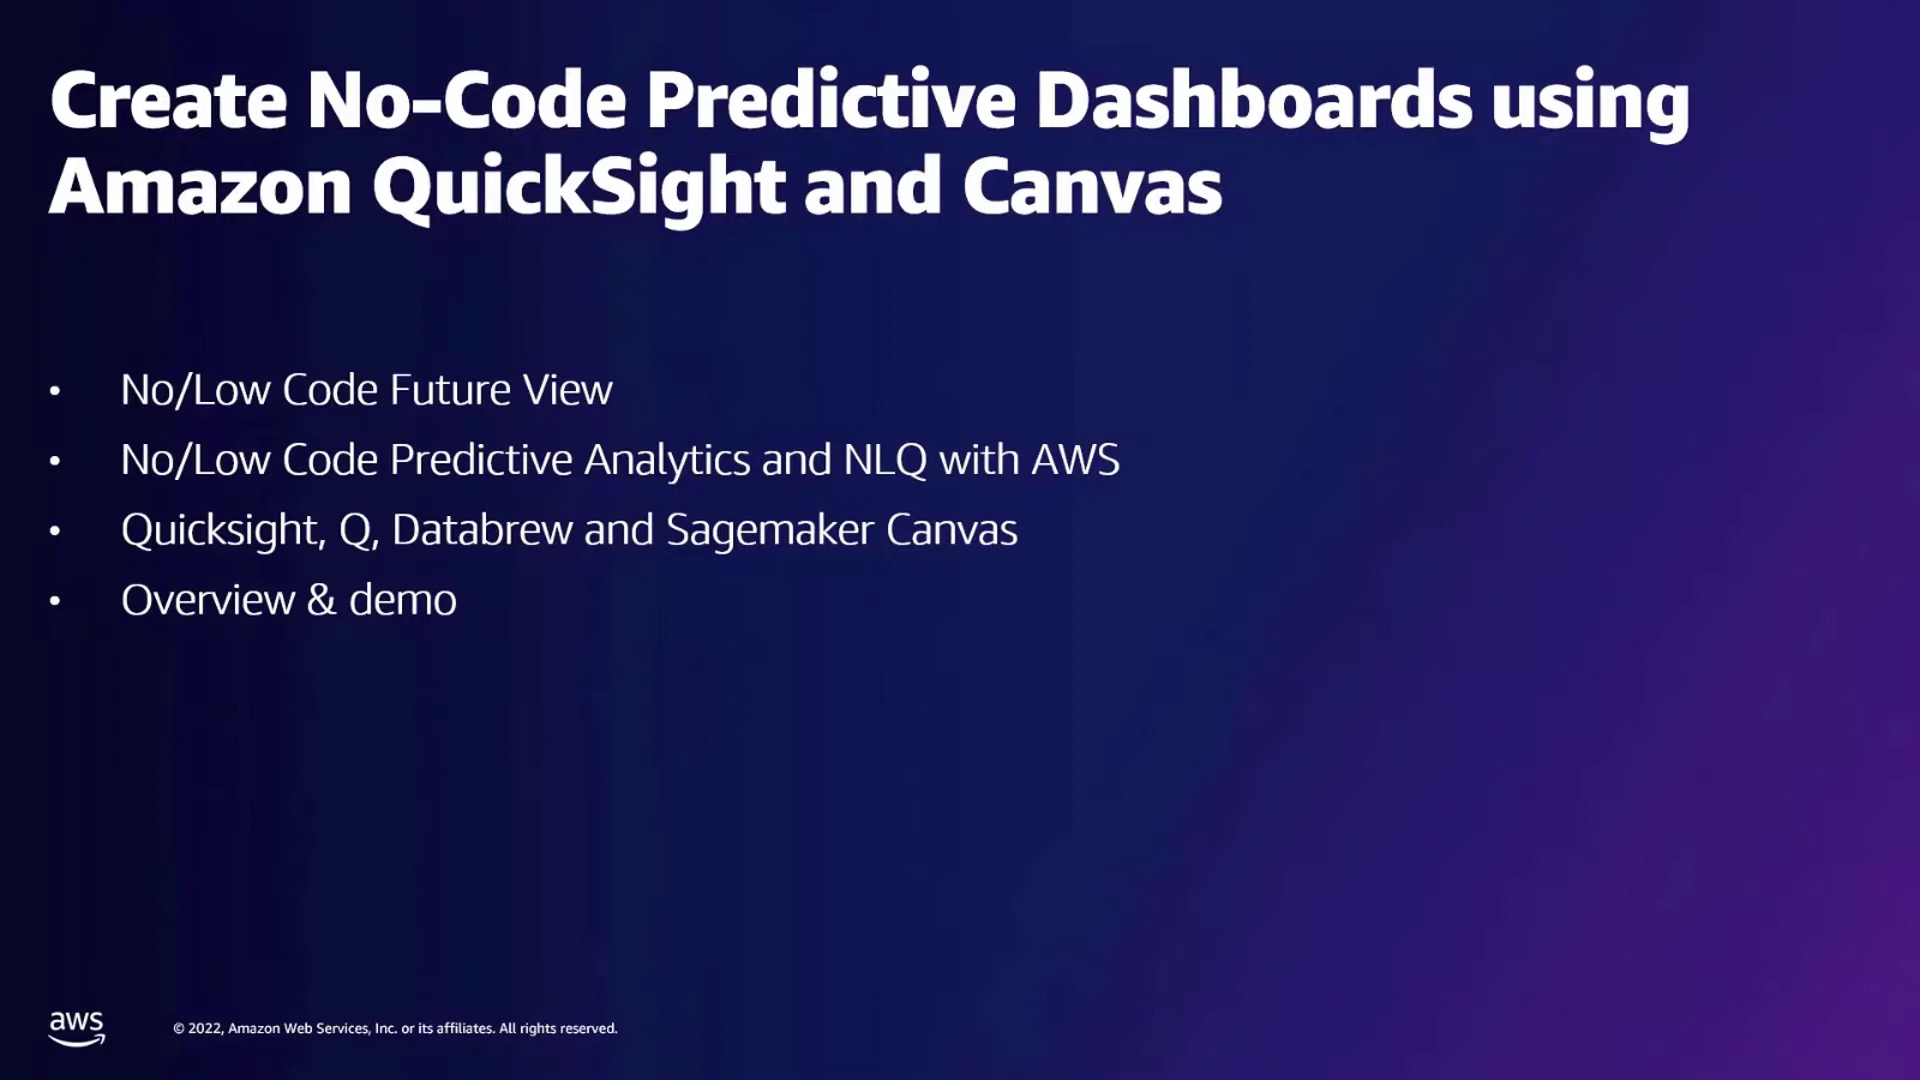 Create No-Code Predictive Dashboards using
Amazon QuickSight and Canvas
• No/Low Code Future View
• No/Low Code Predictive Analytics and NLQ with AWS
• Quicksight, Q, Databrew and Sagemaker Canvas
• Overview & demo
aws
© 2022, Amazon Web Services, Inc. or its affiliates. All rights reserved.